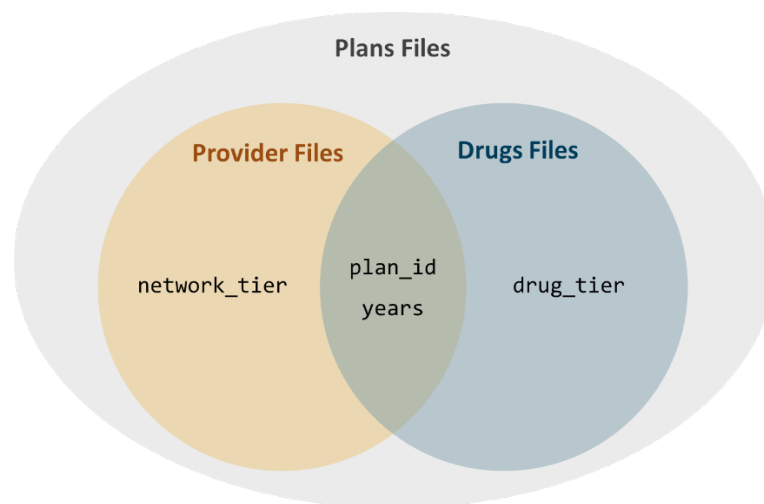 Plans Files
Provider Files
Drugs Files
network_tier
plan_id
years
drug_tier